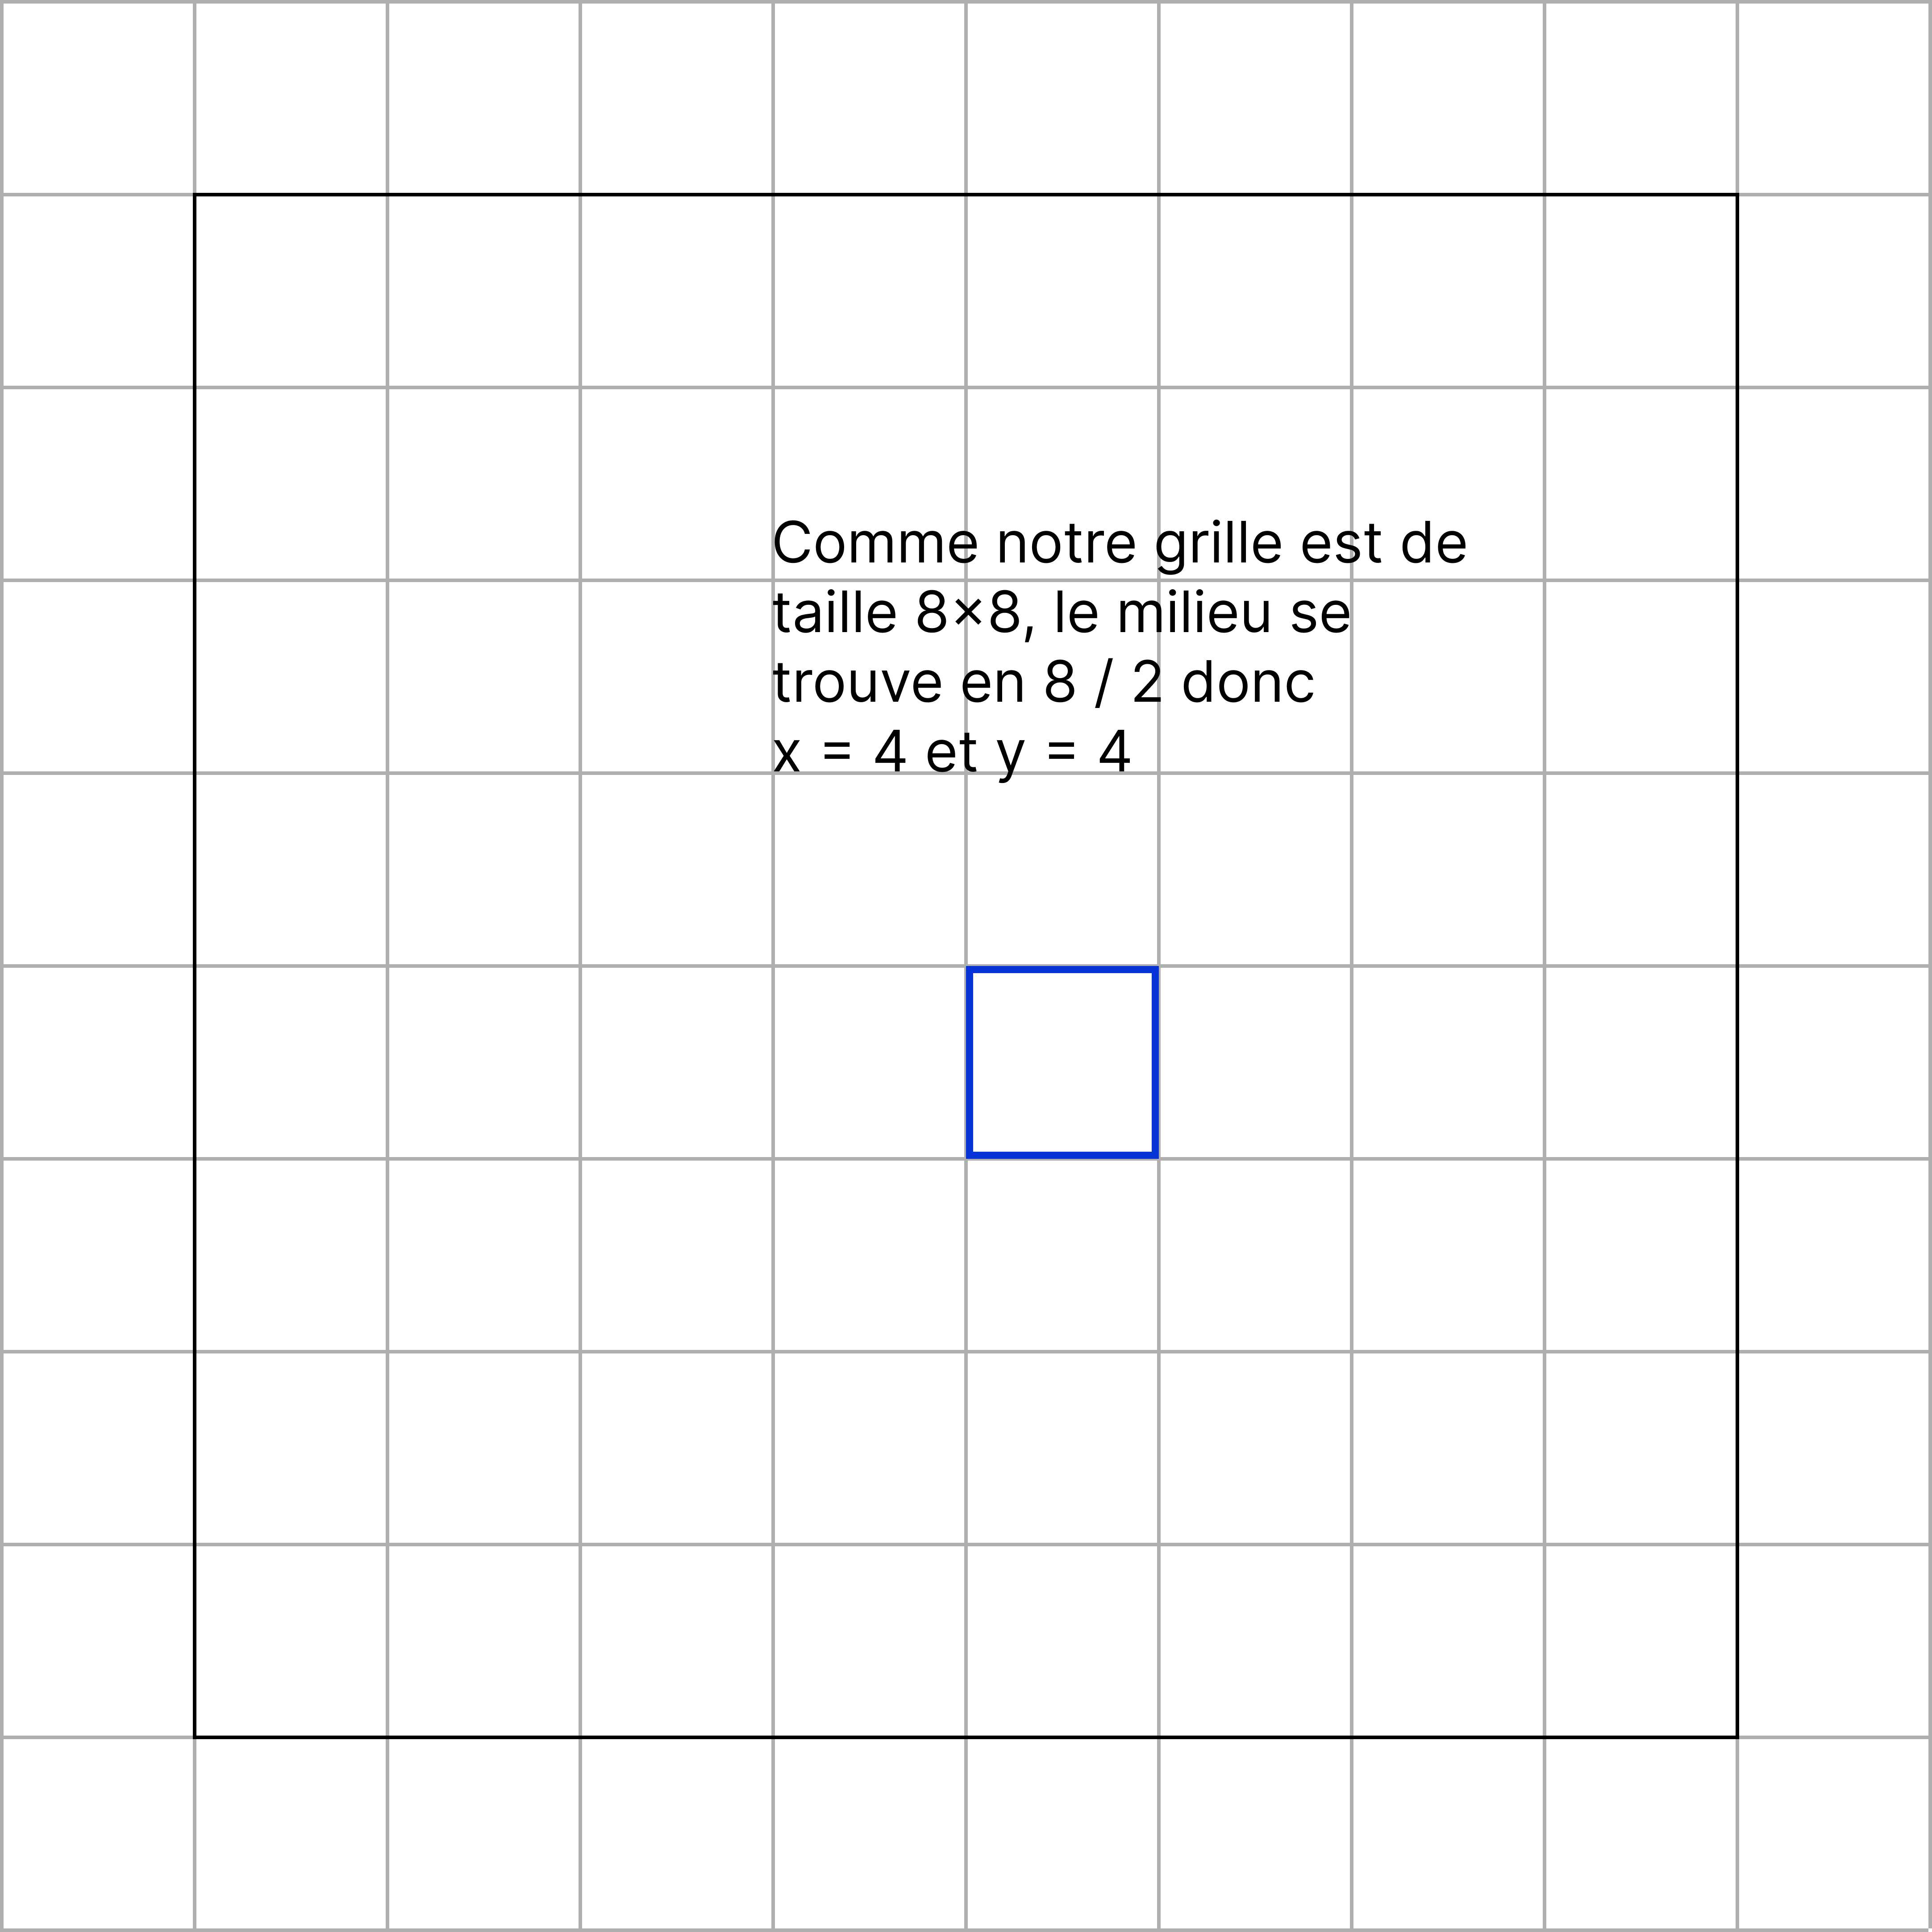 Comme notre grille est de
taille 8×8, le milieu se
trouve en 8 / 2 donc
x = 4 et y = 4